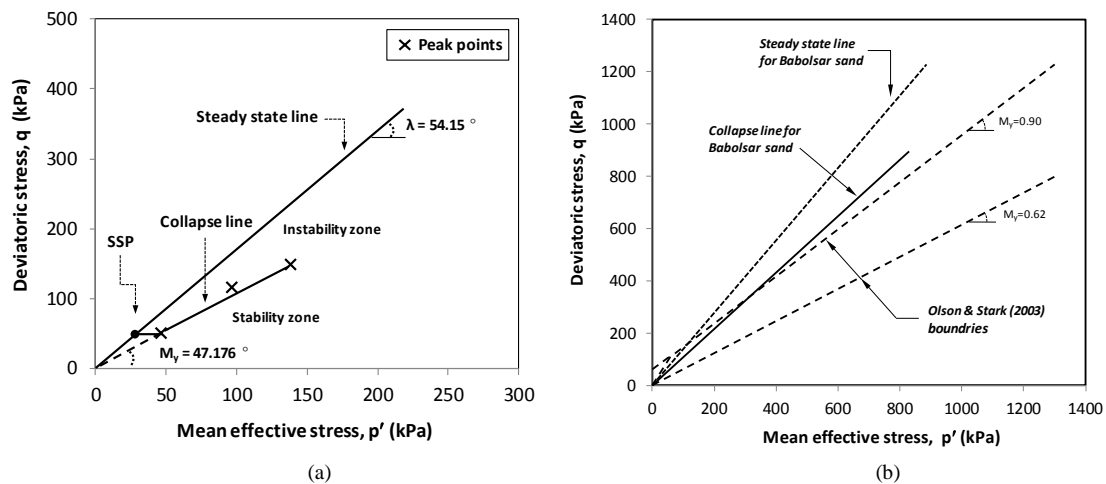 500
400
300
200
100
0
0 50 100 150 200 250 300
Deviatoric stress, q (kPa)
Mean effective stress, p′ (kPa)
Peak points
Steady state line
λ = 54.15 °
Collapse line
Instability zone
SSP
Stability zone
My = 47.176 °
(a)
1400
1200
1000
800
600
400
200
0
0 200 400 600 800 1000 1200 1400
Deviatoric stress, q (kPa)
Mean effective stress, p′ (kPa)
Steady state line
for Babolsar sand
Collapse line for
Babolsar sand
My=0.90
My=0.62
Olson & Stark (2003)
boundries
(b)